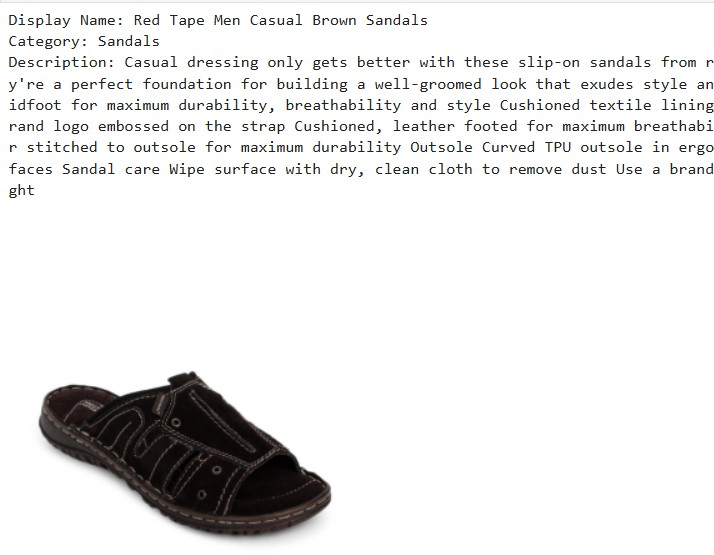 Display Name: Red Tape Men Casual Brown Sandals
Category: Sandals
Description: Casual dressing only gets better with these slip-on sandals from r
y're a perfect foundation for building a well-groomed look that exudes style an
idfoot for maximum durability, breathability and style Cushioned textile lining
rand logo embossed on the strap Cushioned, leather footed for maximum breathabi
r stitched to outsole for maximum durability Outsole Curved TPU outsole in ergo
faces Sandal care Wipe surface with dry, clean cloth to remove dust Use a brand
ght